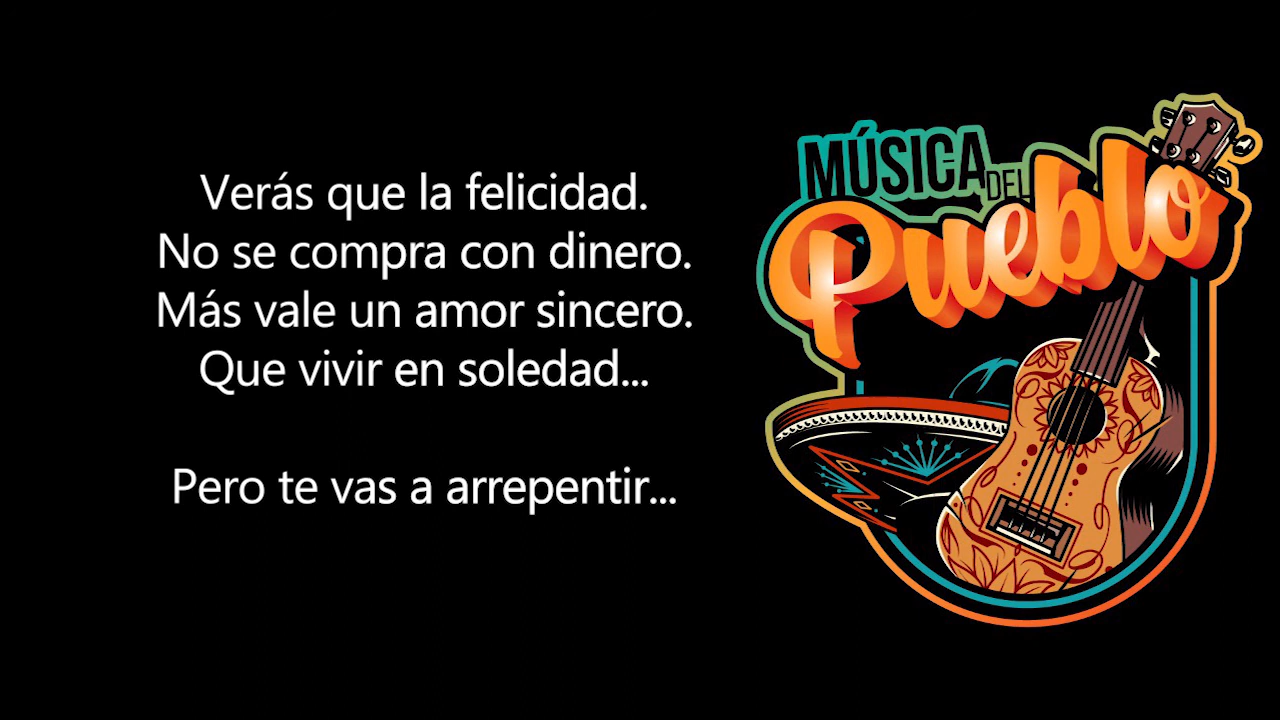 Verás que la felicidad.
No se compra con dinero.
Más vale un amor sincero.
Que vivir en soledad...
Pero te vas a arrepentir...
MÚSICA DEL
Pueblo